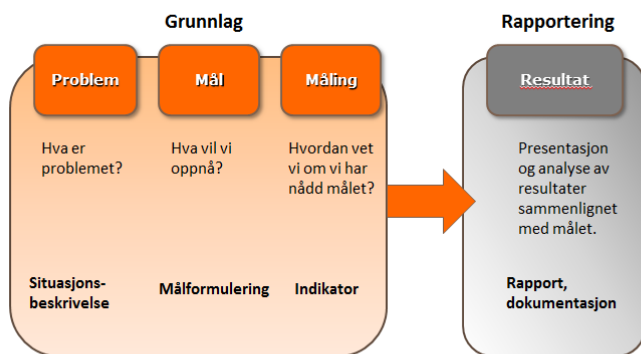 Grunnlag
Rapportering
Problem
Mål
Måling
Resultat
Hva er
problemet?
Hva vil vi
oppnå?
Hvordan vet
vi om vi har
nådd målet?
Presentasjon
og analyse av
resultater
sammenlignet
med målet.
Situasjons-
beskrivelse
Målformulering
Indikator
Rapport,
dokumentasjon